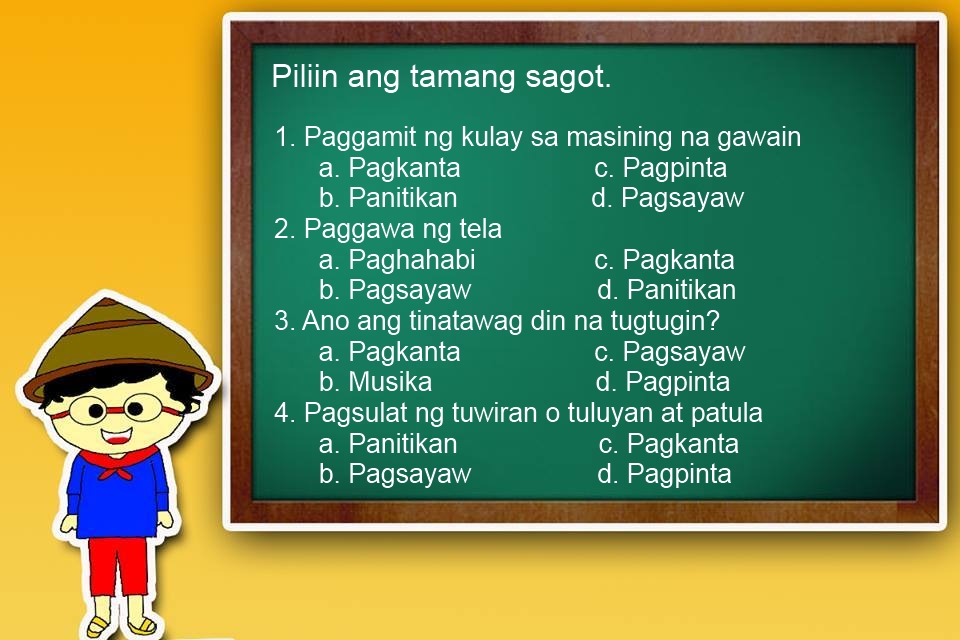 Piliin ang tamang sagot.
1. Paggamit ng kulay sa masining na gawain
a. Pagkanta c. Pagpinta
b. Panitikan d. Pagsayaw
2. Paggawa ng tela
a. Paghahabi c. Pagkanta
b. Pagsayaw d. Panitikan
3. Ano ang tinatawag din na tugtugin?
a. Pagkanta c. Pagsayaw
b. Musika d. Pagpinta
4. Pagsulat ng tuwiran o tuluyan at patula
a. Panitikan c. Pagkanta
b. Pagsayaw d. Pagpinta